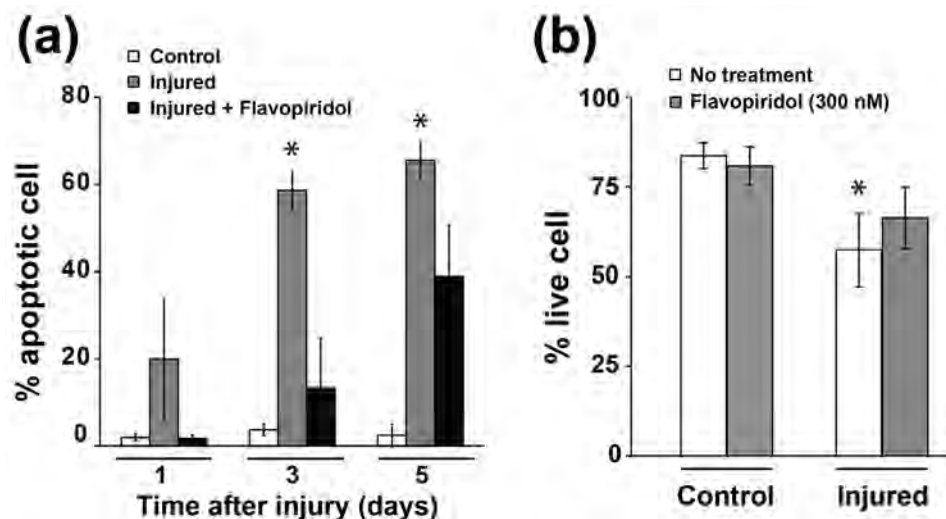 (a)
Control
Injured
Injured + Flavopiridol
80
60
40
20
0
% apoptotic cell
* *
1 3 5
Time after injury (days)
(b)
No treatment
Flavopiridol (300 nM)
100
75
50
25
0
% live cell
*
Control Injured